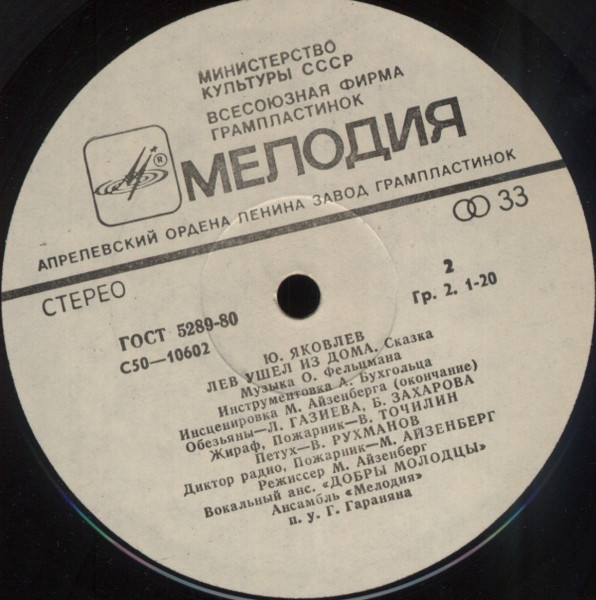 МИНИСТЕРСТВО
КУЛЬТУРЫ СССР
ВСЕСОЮЗНАЯ ФИРМА
ГРАМПЛАСТИНОК
®
МЕЛОДИЯ
АПРЕЛЕВСКИЙ ОРДЕНА ЛЕНИНА ЗАВОД ГРАМПЛАСТИНОК
СТЕРЕО
33
ГОСТ 5289-80
С50—10602
2
Гр. 2. 1-20
Ю. ЯКОВЛЕВ
ЛЕВ УШЕЛ ИЗ ДОМА. Сказка
Музыка О. Фельцмана
Инструментовка А. Бухгольца
Инсценировка М. Айзенберга (окончание)
Обезьяны—Л. ГАЗИЕВА, Б. ЗАХАРОВА
Жираф, Пожарник—В. ТОЧИЛИН
Петух—В. РУХМАНОВ
Диктор радио, Пожарник—М. АЙЗЕНБЕРГ
Режиссер М. Айзенберг
Вокальный анс. «ДОБРЫ МОЛОДЦЫ»
Ансамбль «Мелодия»
п. у. Г. Гараняна